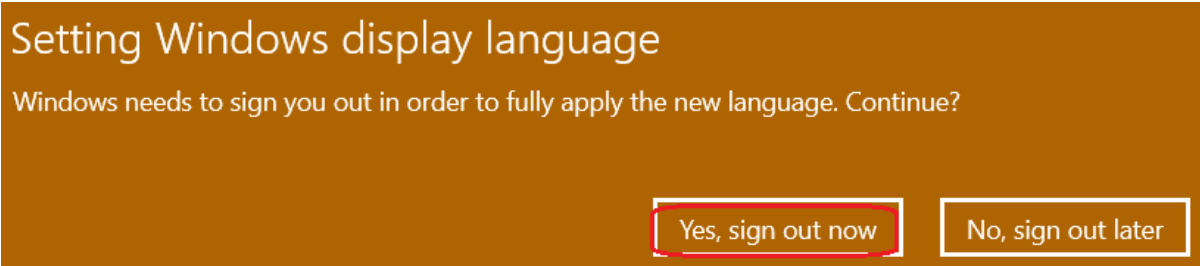 Setting Windows display language
Windows needs to sign you out in order to fully apply the new language. Continue?
Yes, sign out now
No, sign out later